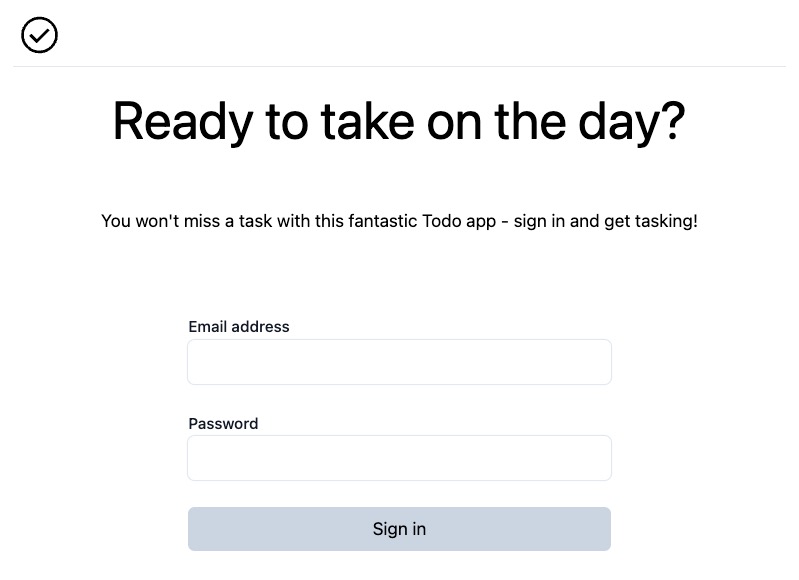 Ready to take on the day?
You won't miss a task with this fantastic Todo app - sign in and get tasking!
Email address
Password
Sign in